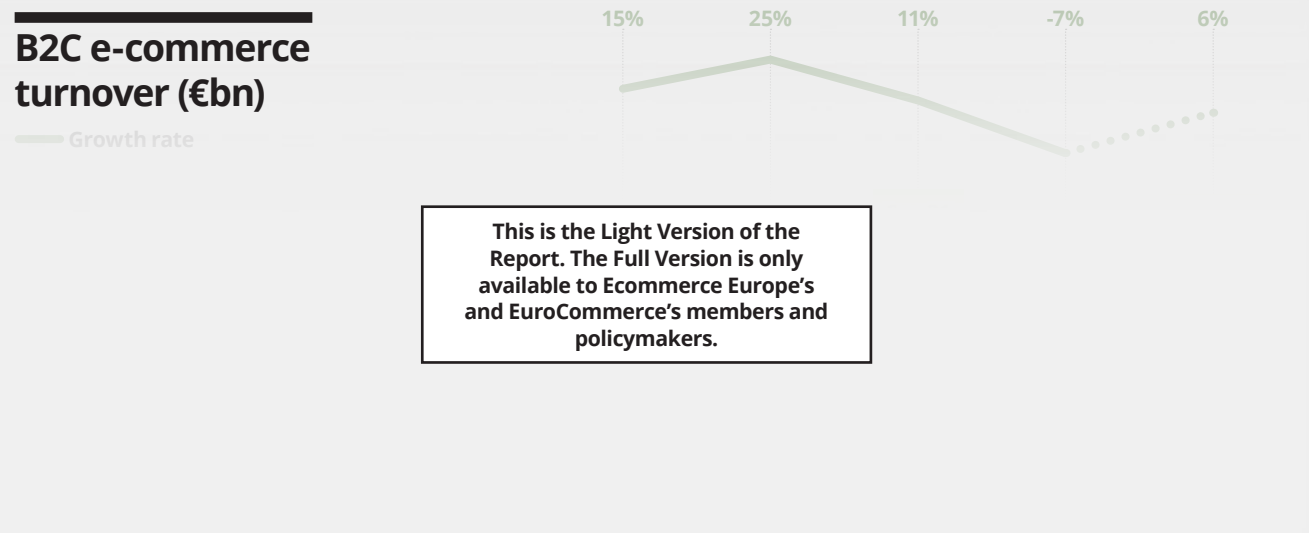 15% 25% 11% -7% 6%
B2C e-commerce
turnover (€bn)
Growth rate
This is the Light Version of the
Report. The Full Version is only
available to Ecommerce Europe’s
and EuroCommerce’s members and
policymakers.